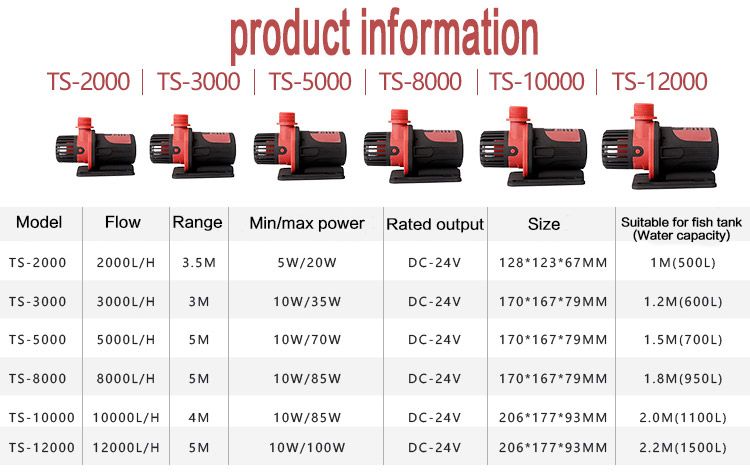 product information
TS-2000 TS-3000 TS-5000 TS-8000 TS-10000 TS-12000
Model Flow Range Min/max power Rated output Size Suitable for fish tank
(Water capacity)
TS-2000 2000L/H 3.5M 5W/20W DC-24V 128*123*67MM 1M(500L)
TS-3000 3000L/H 3M 10W/35W DC-24V 170*167*79MM 1.2M(600L)
TS-5000 5000L/H 5M 10W/70W DC-24V 170*167*79MM 1.5M(700L)
TS-8000 8000L/H 5M 10W/85W DC-24V 170*167*79MM 1.8M(950L)
TS-10000 10000L/H 4M 10W/85W DC-24V 206*177*93MM 2.0M(1100L)
TS-12000 12000L/H 5M 10W/100W DC-24V 206*177*93MM 2.2M(1500L)